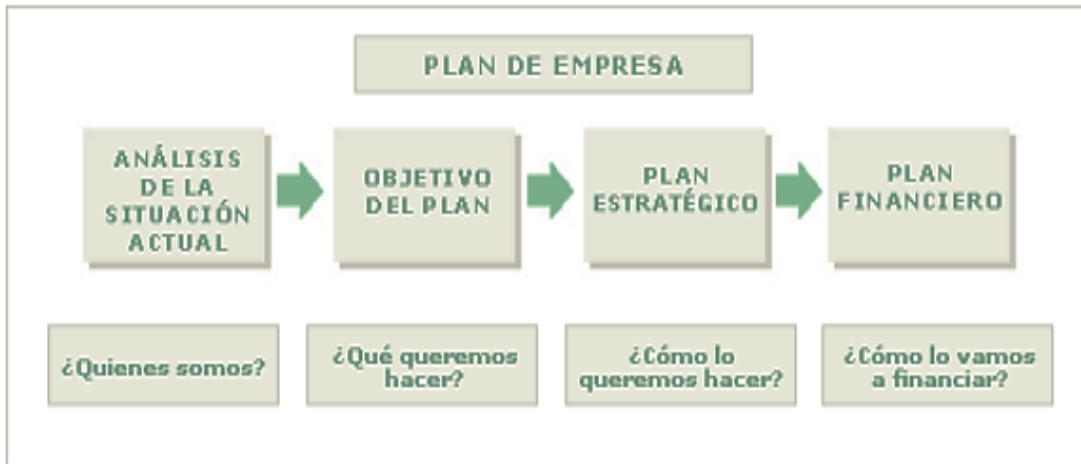 PLAN DE EMPRESA
ANÁLISIS
DE LA
SITUACIÓN
ACTUAL
OBJETIVO
DEL PLAN
PLAN
ESTRATÉGICO
PLAN
FINANCIERO
¿Quienes somos?
¿Qué queremos
hacer?
¿Cómo lo
queremos hacer?
¿Cómo lo vamos
a financiar?